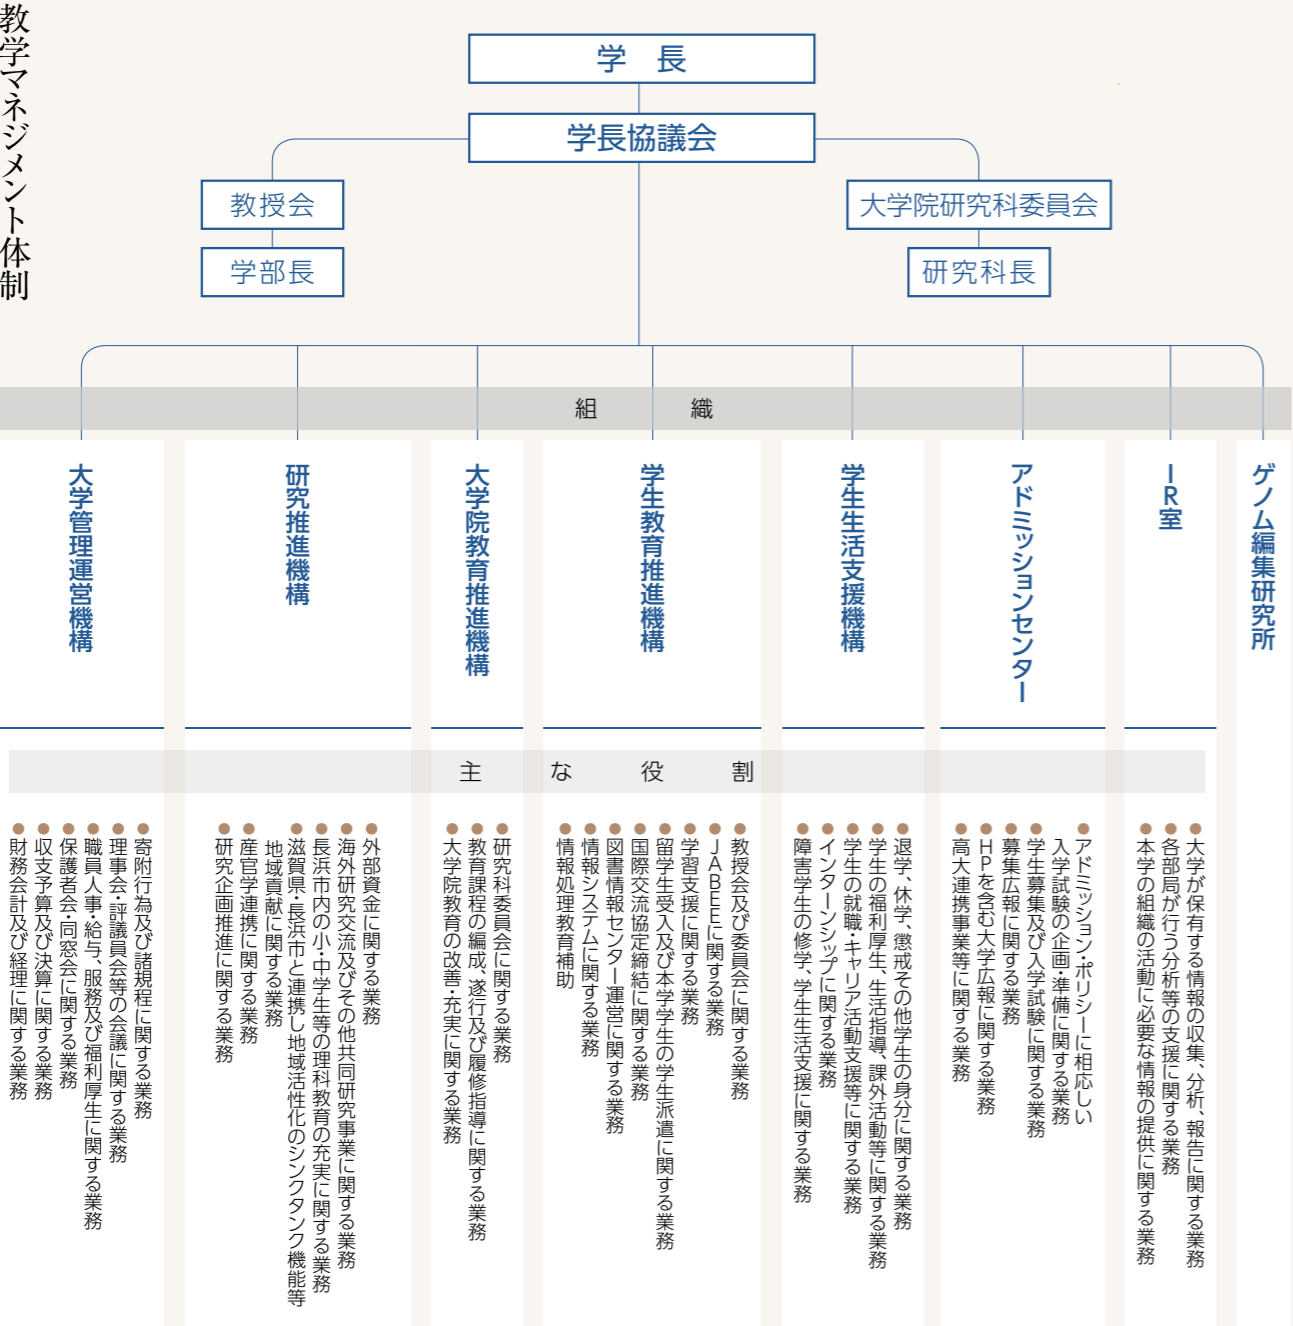 教学マネジメント体制
学 長
学長協議会
教授会
大学院研究科委員会
学部長
研究科長
組 織
ゲノム編集研究所
IR室
アドミッションセンター
学生生活支援機構
学生教育推進機構
大学院教育推進機構
研究推進機構
大学管理運営機構
主 な 役 割
●大学が保有する情報の収集、分析、報告に関する業務
●各部局が行う分析等の支援に関する業務
●本学の組織の活動に必要な情報の提供に関する業務
●アドミッション・ポリシーに相応しい
入学試験の企画・準備に関する業務
●学生募集及び入学試験に関する業務
●募集広報に関する業務
●HPを含む大学広報に関する業務
●高大連携事業等に関する業務
●退学、休学、懲戒その他学生の身分に関する業務
●学生の福利厚生、生活指導、課外活動等に関する業務
●学生の就職・キャリア活動支援等に関する業務
●インターンシップに関する業務
●障害学生の修学、学生生活支援に関する業務
●教授会及び委員会に関する業務
●JABEEに関する業務
●学習支援に関する業務
●留学生受入及び本学学生の学生派遣に関する業務
●国際交流協定締結に関する業務
●図書情報センター運営に関する業務
●情報システムに関する業務
●情報処理教育補助
●研究科委員会に関する業務
●教育課程の編成、遂行及び履修指導に関する業務
●大学院教育の改善・充実に関する業務
●外部資金に関する業務
●海外研究交流及びその他共同研究事業に関する業務
●長浜市内の小・中学生等の理科教育の充実に関する業務
●滋賀県・長浜市と連携し地域活性化のシンクタンク機能等
地域貢献に関する業務
●産官学連携に関する業務
●研究企画推進に関する業務
●寄附行為及び諸規程に関する業務
●理事会・評議員会等の会議に関する業務
●職員人事・給与、服務及び福利厚生に関する業務
●保護者会・同窓会に関する業務
●収支予算及び決算に関する業務
●財務会計及び経理に関する業務